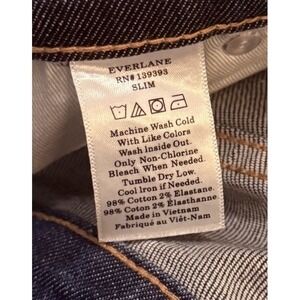 EVERLANE
RN# 139393
SLIM
Machine Wash Cold
With Like Colors
Wash Inside Out.
Only Non-Chlorine
Bleach When Needed.
Tumble Dry Low.
Cool Iron if Needed.
98% Cotton 2% Elastane.
98% Cotton 2% Élasthanne
Made in Vietnam
Fabriqué au Viêt-Nam